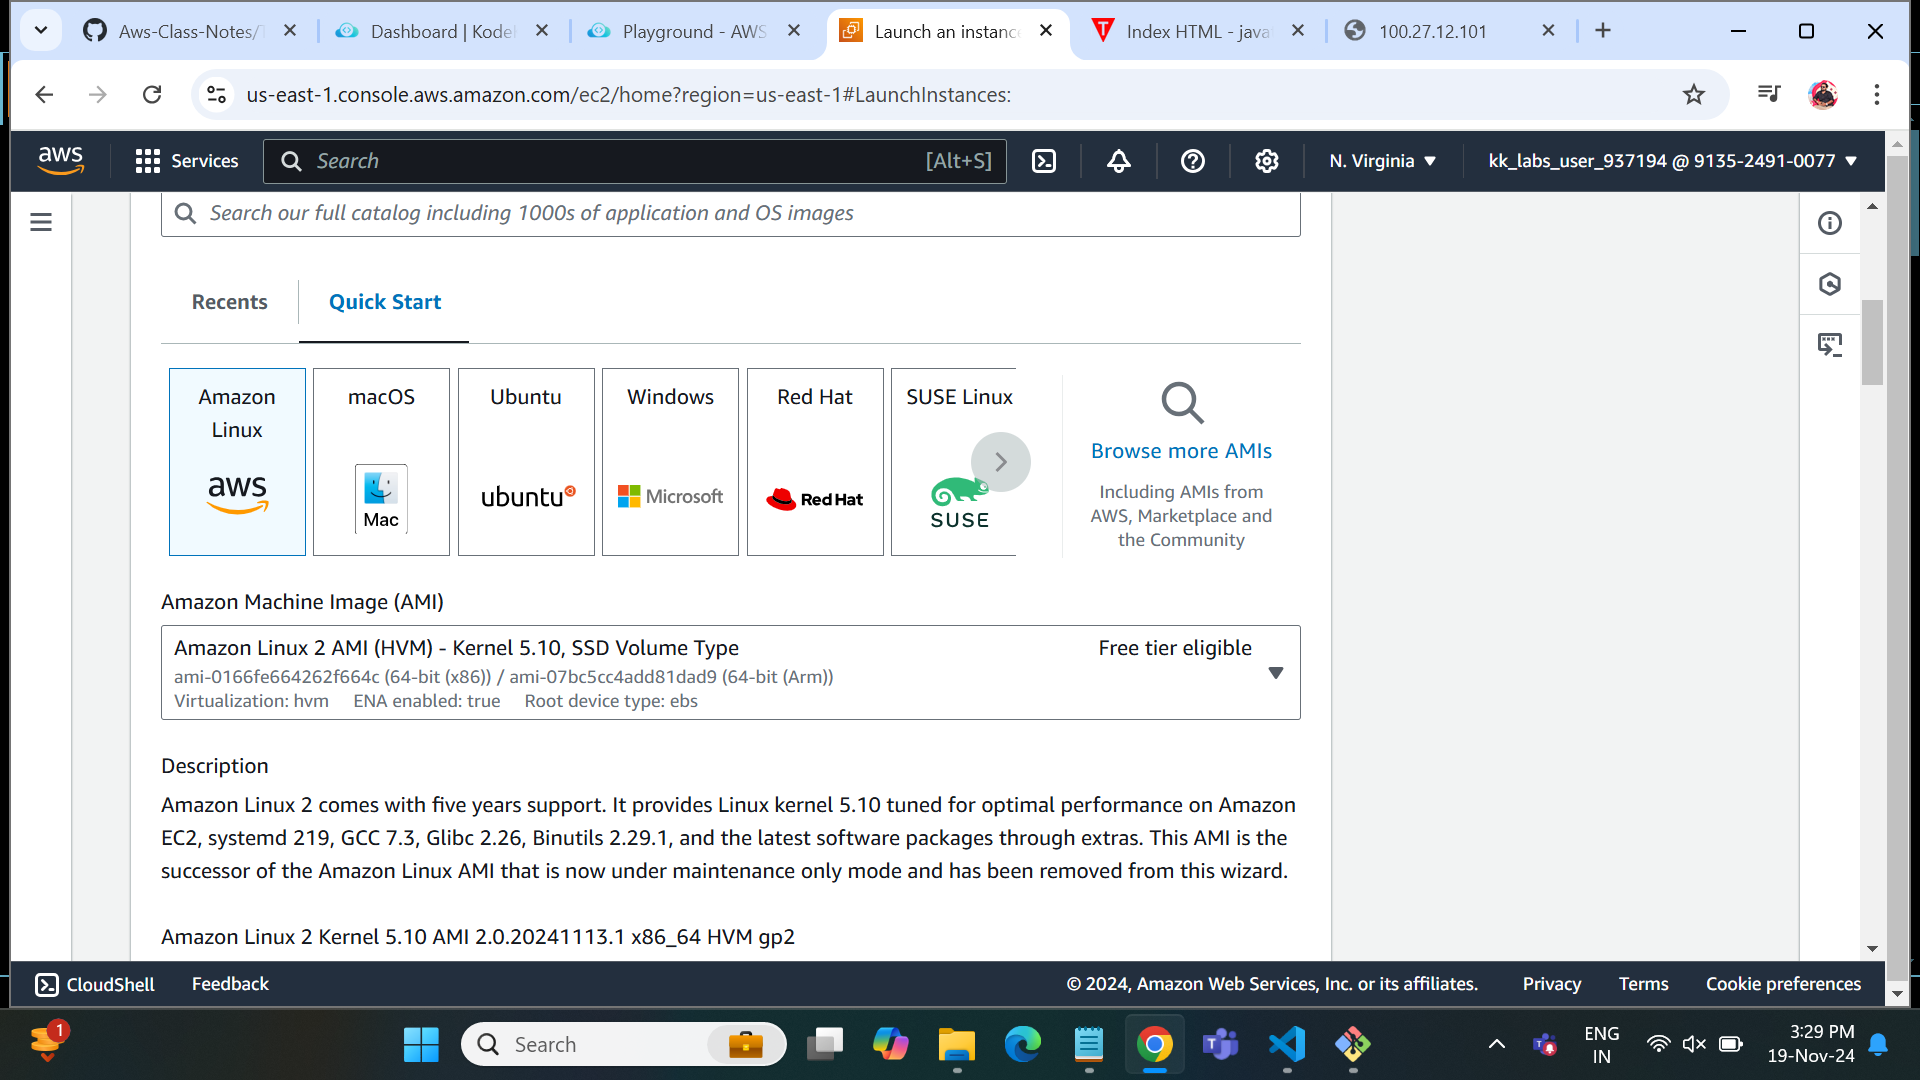 Aws-Class-Notes/
Dashboard | Kode
Playground - AWS
Launch an instanc
Index HTML - java
100.27.12.101
us-east-1.console.aws.amazon.com/ec2/home?region=us-east-1#LaunchInstances:
aws
Services
Search
[Alt+S]
N. Virginia
kk_labs_user_937194 @ 9135-2491-0077
Search our full catalog including 1000s of application and OS images
Recents
Quick Start
Amazon
Linux
aws
macOS
Mac
Ubuntu
ubuntu
Windows
Microsoft
Red Hat
Red Hat
SUSE Linux
SUSE
Browse more AMIs
Including AMIs from
AWS, Marketplace and
the Community
Amazon Machine Image (AMI)
Amazon Linux 2 AMI (HVM) - Kernel 5.10, SSD Volume Type
Free tier eligible
ami-0166fe664262f664c (64-bit (x86)) / ami-07bc5cc4add81dad9 (64-bit (Arm))
Virtualization: hvm ENA enabled: true Root device type: ebs
Description
Amazon Linux 2 comes with five years support. It provides Linux kernel 5.10 tuned for optimal performance on Amazon
EC2, systemd 219, GCC 7.3, Glibc 2.26, Binutils 2.29.1, and the latest software packages through extras. This AMI is the
successor of the Amazon Linux AMI that is now under maintenance only mode and has been removed from this wizard.
Amazon Linux 2 Kernel 5.10 AMI 2.0.20241113.1 x86_64 HVM gp2
CloudShell
Feedback
© 2024, Amazon Web Services, Inc. or its affiliates.
Privacy
Terms
Cookie preferences
1
Search
ENG
IN
3:29 PM
19-Nov-24